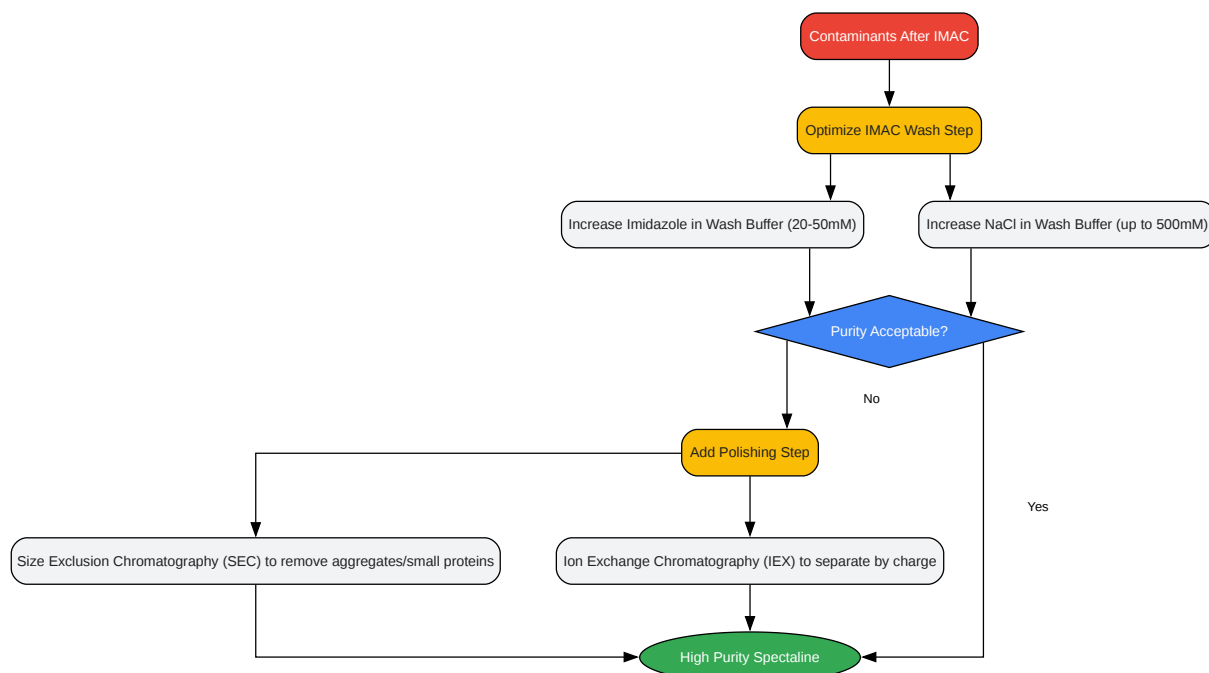 Contaminants After IMAC
Optimize IMAC Wash Step
Increase Imidazole in Wash Buffer (20-50mM)
Increase NaCl in Wash Buffer (up to 500mM)
Purity Acceptable?
No
Add Polishing Step
Yes
Size Exclusion Chromatography (SEC) to remove aggregates/small proteins
Ion Exchange Chromatography (IEX) to separate by charge
High Purity Spectaline